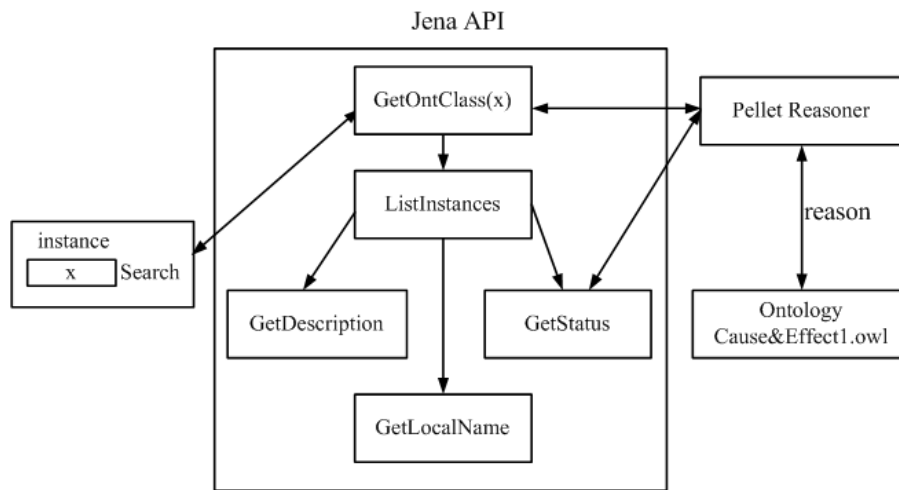 Jena API
GetOntClass(x)
Pellet Reasoner
ListInstances
reason
instance
x Search
GetDescription
GetStatus
Ontology
Cause&Effect1.owl
GetLocalName